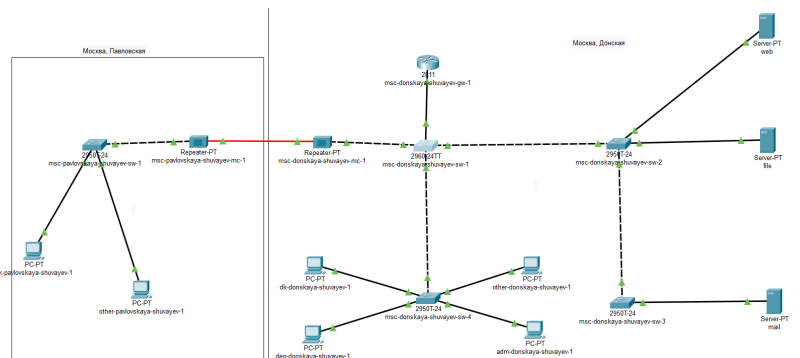 Москва, Павловская
Москва, Донская
Server-PT
web
2811
msc-donskaya-shuvayev-gw-1
2950T-24
msc-pavlovskaya-shuvayev-sw-1
Repeater-PT
msc-pavlovskaya-shuvayev-mc-1
Repeater-PT
msc-donskaya-shuvayev-mc-1
2960-24TT
msc-donskaya-shuvayev-sw-1
2950T-24
msc-donskaya-shuvayev-sw-2
Server-PT
file
PC-PT
k-pavlovskaya-shuvayev-1
PC-PT
other-pavlovskaya-shuvayev-1
PC-PT
dk-donskaya-shuvayev-1
PC-PT
other-donskaya-shuvayev-1
2950T-24
msc-donskaya-shuvayev-sw-4
2950T-24
msc-donskaya-shuvayev-sw-3
Server-PT
mail
PC-PT
dep-donskaya-shuvayev-1
PC-PT
adm-donskaya-shuvayev-1